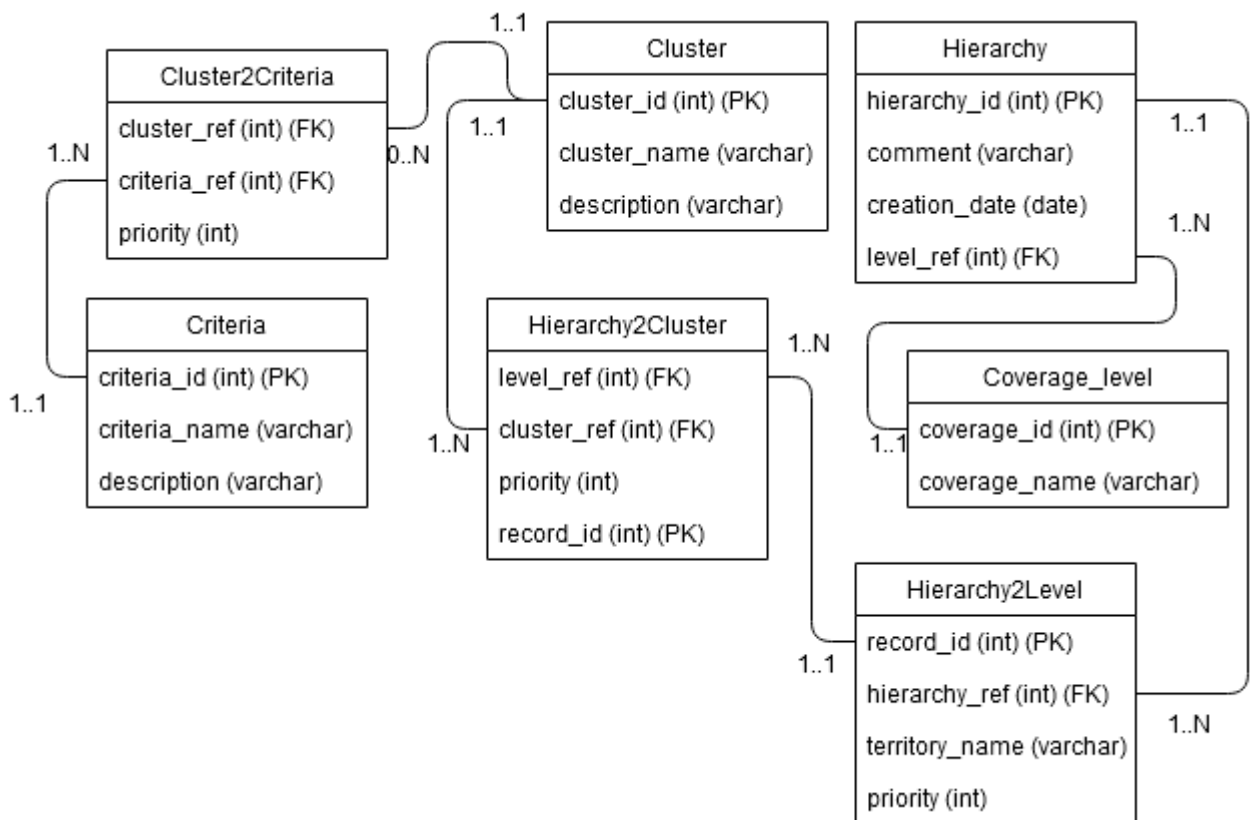 1..1
Cluster2Criteria
cluster_ref (int) (FK)
criteria_ref (int) (FK)
priority (int)
1..N
0..N
Cluster
cluster_id (int) (PK)
cluster_name (varchar)
description (varchar)
1..1
Hierarchy
hierarchy_id (int) (PK)
comment (varchar)
creation_date (date)
level_ref (int) (FK)
1..1
1..N
Criteria
criteria_id (int) (PK)
criteria_name (varchar)
description (varchar)
1..1
Hierarchy2Cluster
level_ref (int) (FK)
cluster_ref (int) (FK)
priority (int)
record_id (int) (PK)
1..N
1..N
Coverage_level
coverage_id (int) (PK)
coverage_name (varchar)
1..1
Hierarchy2Level
record_id (int) (PK)
hierarchy_ref (int) (FK)
territory_name (varchar)
priority (int)
1..1
1..N